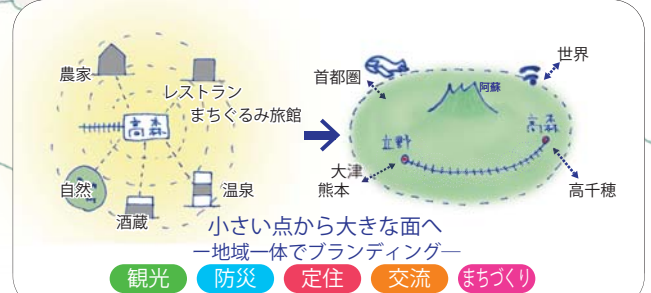 農家
レストラン
まちぐるみ旅館
高森
自然
酒蔵
温泉
首都圏
世界
阿蘇
立野
高森
大津
熊本
高千穂
小さい点から大きな面へ
ー地域一体でブランディング―
観光 防災 定住 交流 まちづくり